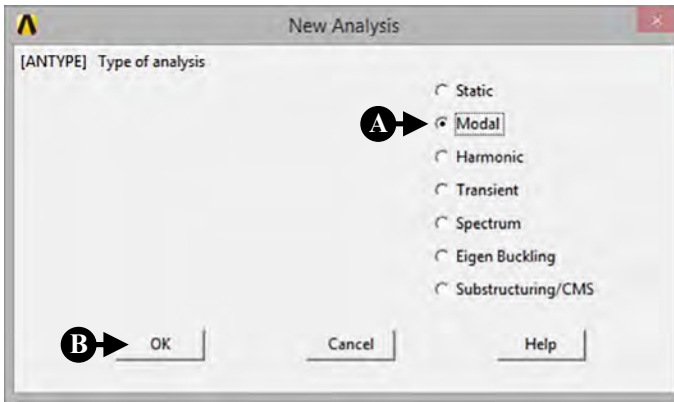 New Analysis
[ANTYPE] Type of analysis
Static
A Modal
Harmonic
Transient
Spectrum
Eigen Buckling
Substructuring/CMS
B OK Cancel Help